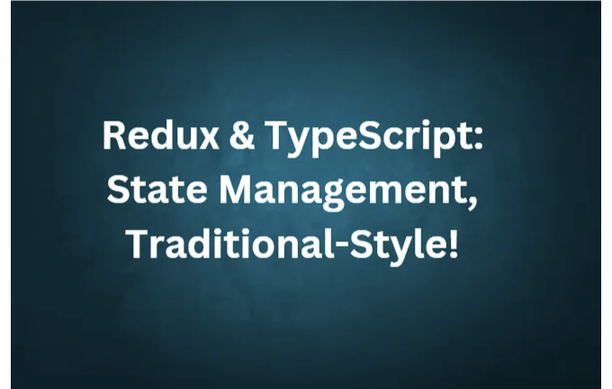 Redux & TypeScript:
State Management,
Traditional-Style!